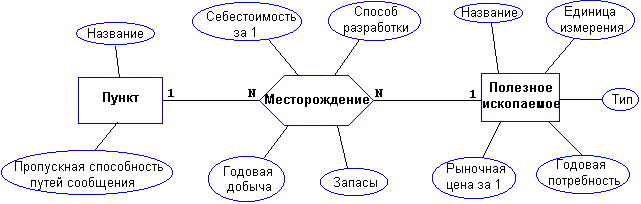 Название
Себестоимость
за 1
Способ
разработки
Название
Единица
измерения
Пункт
1
N
Месторождение
N
1
Полезное
ископаемое
Тип
Пропускная способность
путей сообщения
Годовая
добыча
Запасы
Рыночная
цена за 1
Годовая
потребность